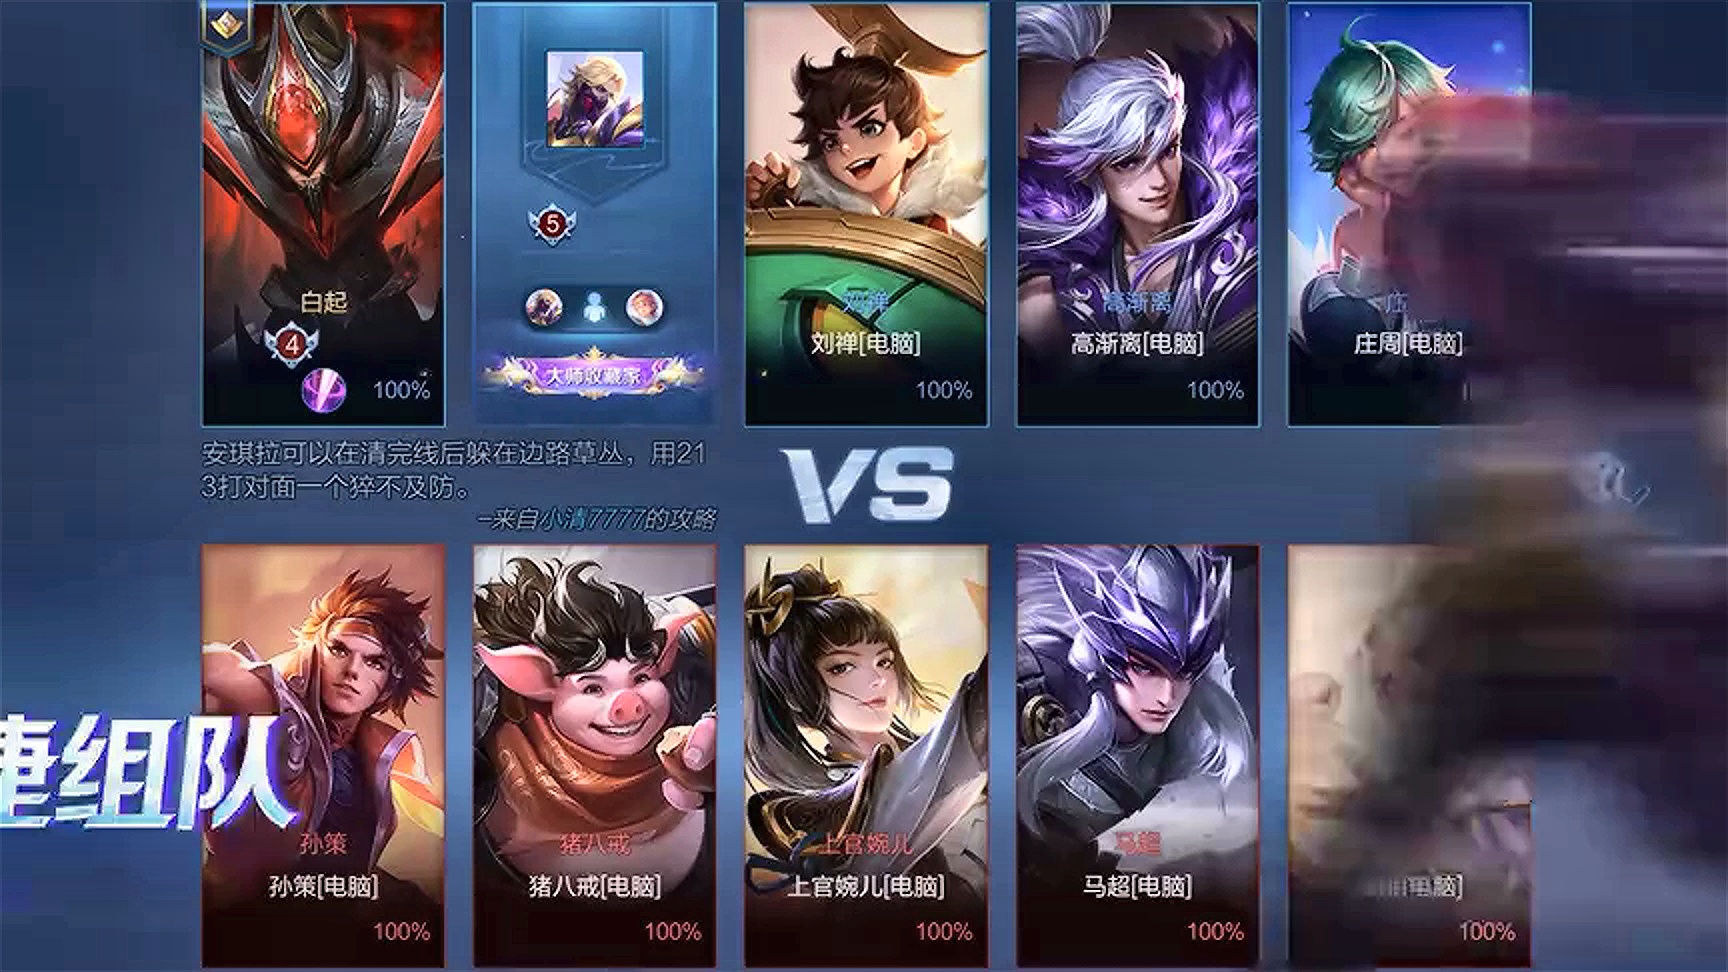 白起
4
100%
5
大师收藏家
刘禅
刘禅[电脑]
100%
高渐离
高渐离[电脑]
100%
庄
庄周[电脑]
安琪拉可以在清完线后躲在边路草丛，用21
3打对面一个猝不及防。
—来自小清7777的攻略
VS
捷组队
孙策
孙策[电脑]
100%
猪八戒
猪八戒[电脑]
100%
上官婉儿
上官婉儿[电脑]
100%
马超
马超[电脑]
100%
电脑]
100%